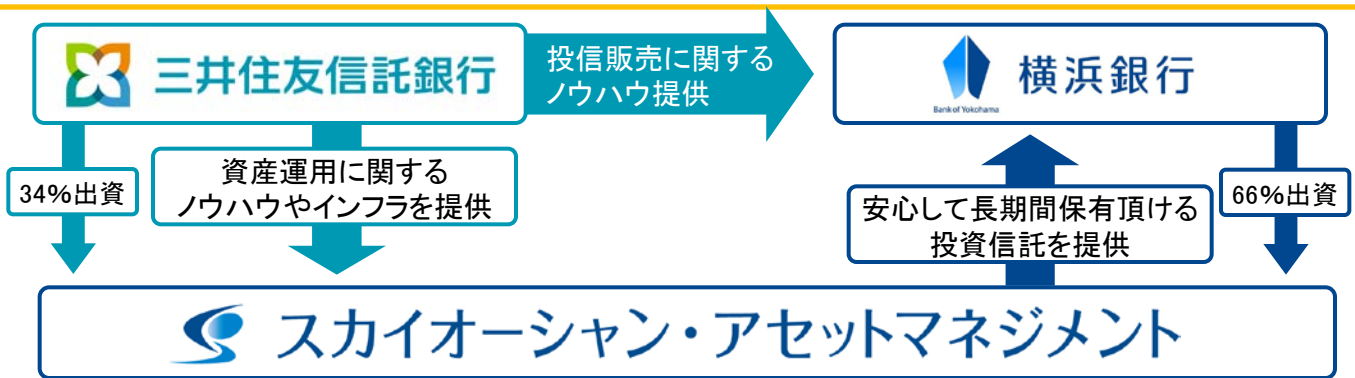 三井住友信託銀行
投信販売に関する
ノウハウ提供
Bank of Yokohama
横浜銀行
34%出資
資産運用に関する
ノウハウやインフラを提供
安心して長期間保有頂ける
投資信託を提供
66%出資
スカイオーシャン・アセットマネジメント